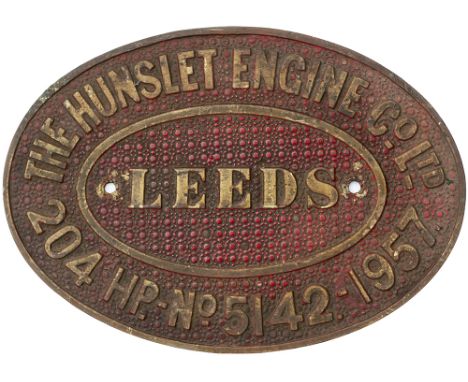 THE HUNSLET ENGINE CO. LTD
LEEDS
204 HP.-NO 5142.-1957.